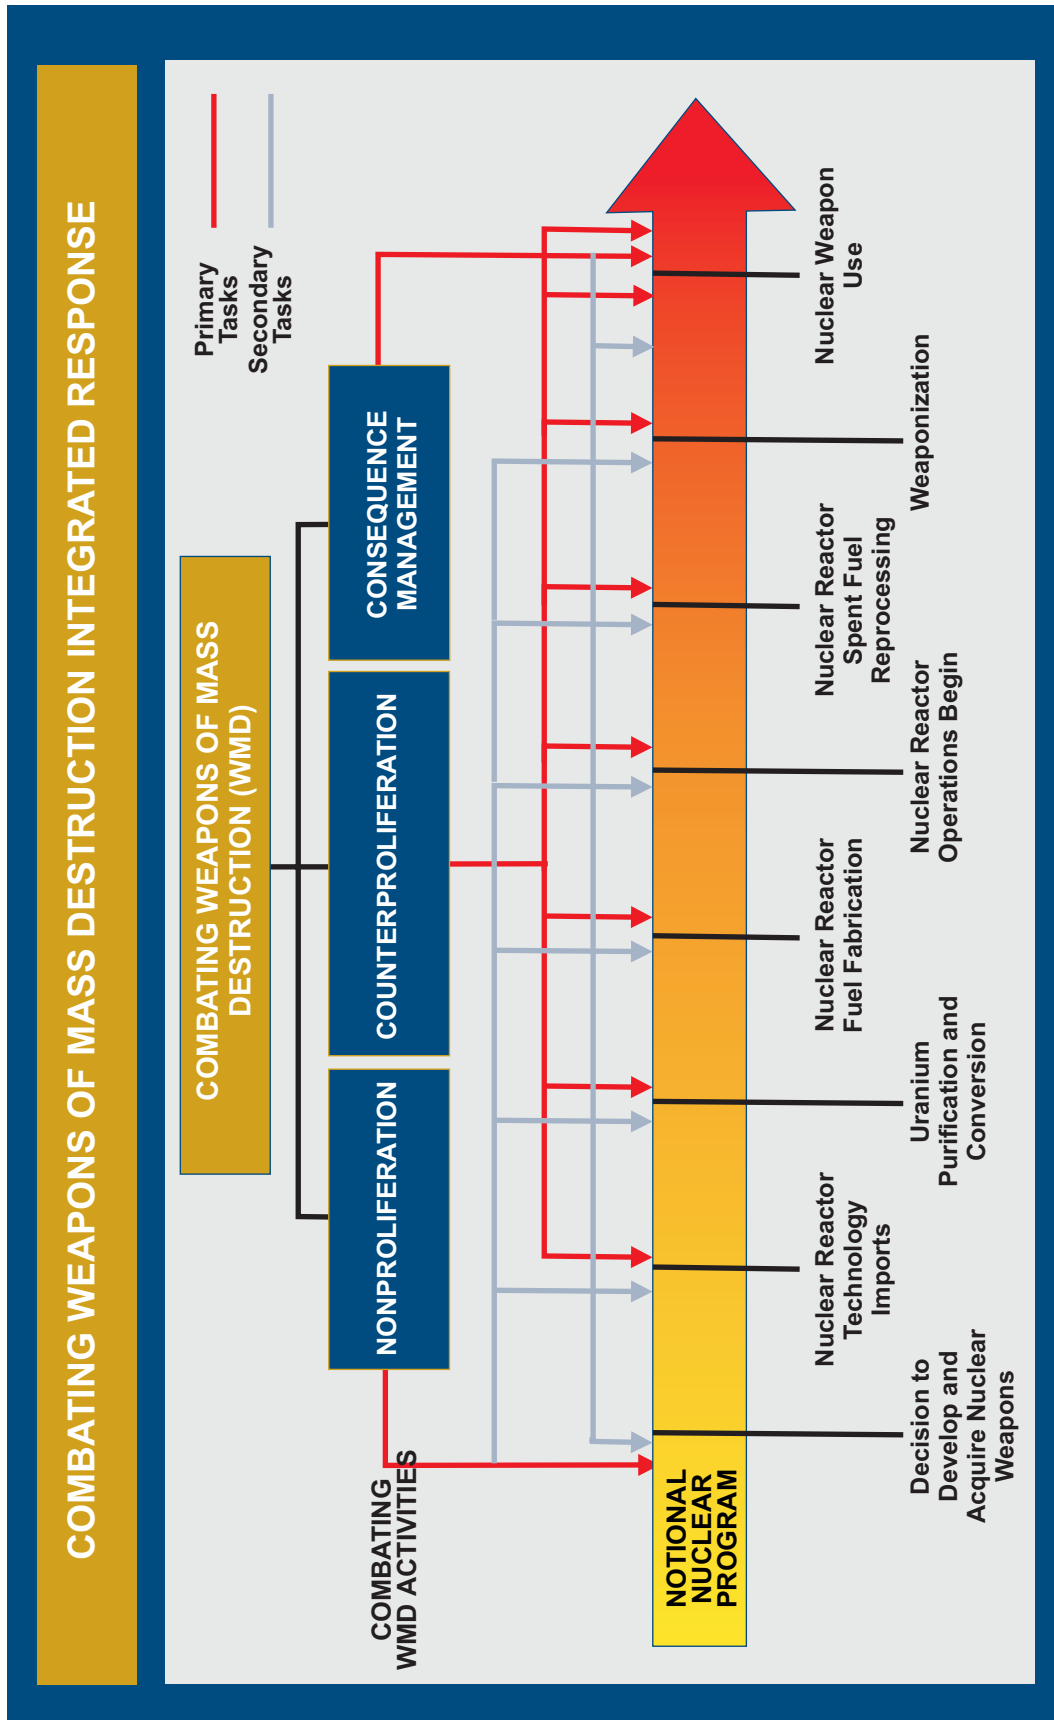 COMBATING WEAPONS OF MASS DESTRUCTION INTEGRATED RESPONSE
Primary
Tasks
Secondary
Tasks
COMBATING WEAPONS OF MASS
DESTRUCTION (WMD)
NONPROLIFERATION
COUNTERPROLIFERATION
CONSEQUENCE
MANAGEMENT
COMBATING
WMD ACTIVITIES
NOTIONAL
NUCLEAR
PROGRAM
Decision to
Develop and
Acquire Nuclear
Weapons
Nuclear Reactor
Technology
Imports
Uranium
Purification and
Conversion
Nuclear Reactor
Fuel Fabrication
Nuclear Reactor
Operations Begin
Nuclear Reactor
Spent Fuel
Reprocessing
Weaponization
Nuclear Weapon
Use